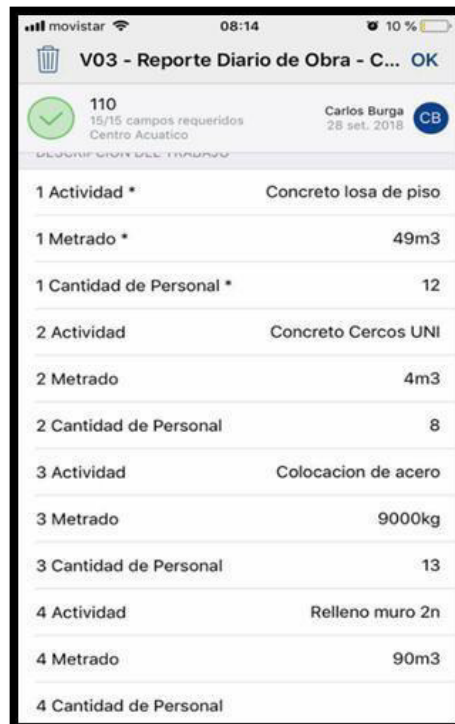 movistar 08:14 10 %
V03 - Reporte Diario de Obra - C... OK
110
15/15 campos requeridos
Centro Acuatico
Carlos Burga
28 set. 2018
CB
DESCRIPCION DEL TRABAJO
1 Actividad * Concreto losa de piso
1 Metrado * 49m3
1 Cantidad de Personal * 12
2 Actividad Concreto Cercos UNI
2 Metrado 4m3
2 Cantidad de Personal 8
3 Actividad Colocacion de acero
3 Metrado 9000kg
3 Cantidad de Personal 13
4 Actividad Relleno muro 2n
4 Metrado 90m3
4 Cantidad de Personal